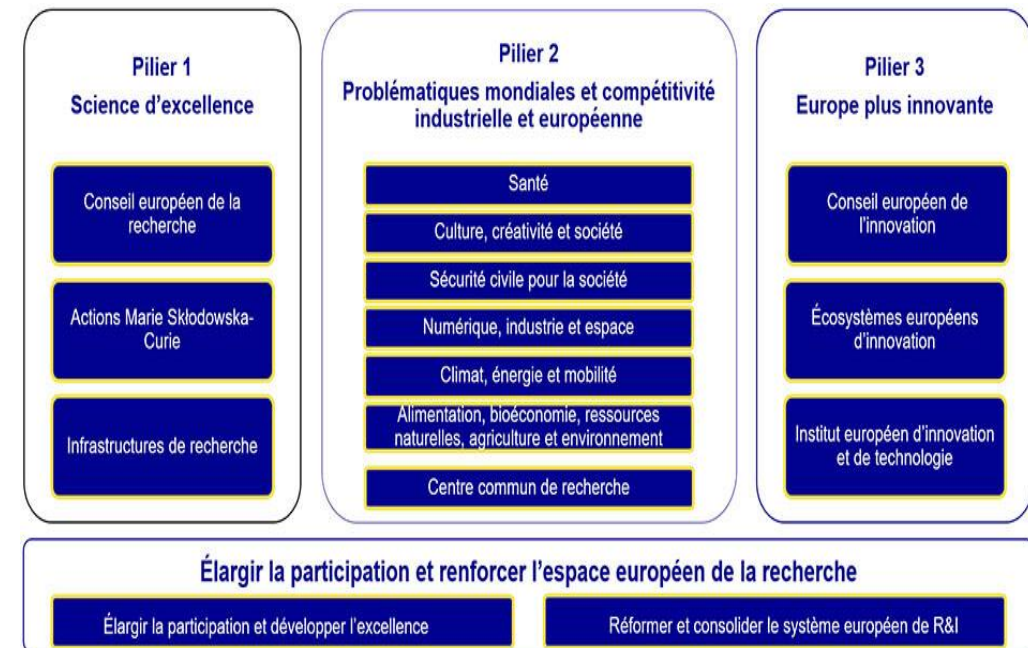 Pilier 1
Science d'excellence
Conseil européen de la
recherche
Actions Marie Skłodowska-
Curie
Infrastructures de recherche
Pilier 2
Problématiques mondiales et compétitivité
industrielle et européenne
Santé
Culture, créativité et société
Sécurité civile pour la société
Numérique, industrie et espace
Climat, énergie et mobilité
Alimentation, bioéconomie, ressources
naturelles, agriculture et environnement
Centre commun de recherche
Pilier 3
Europe plus innovante
Conseil européen de
l'innovation
Écosystèmes européens
d'innovation
Institut européen d'innovation
et de technologie
Élargir la participation et renforcer l'espace européen de la recherche
Élargir la participation et développer l'excellence
Réformer et consolider le système européen de R&I